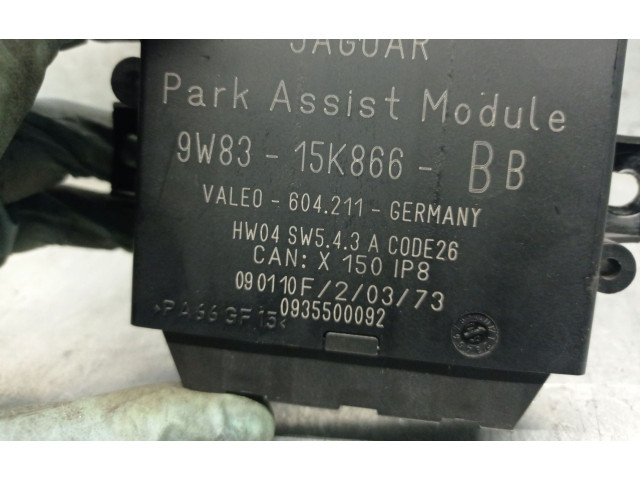 JAGUAR
Park Assist Module
9W83 - 15K866 - BB
VALEO - 604.211 - GERMANY
HW04 SW5.4.3 A CODE26
CAN: X 150 IP8
090110F/2/03/73
0935500092
>PA66GF15<